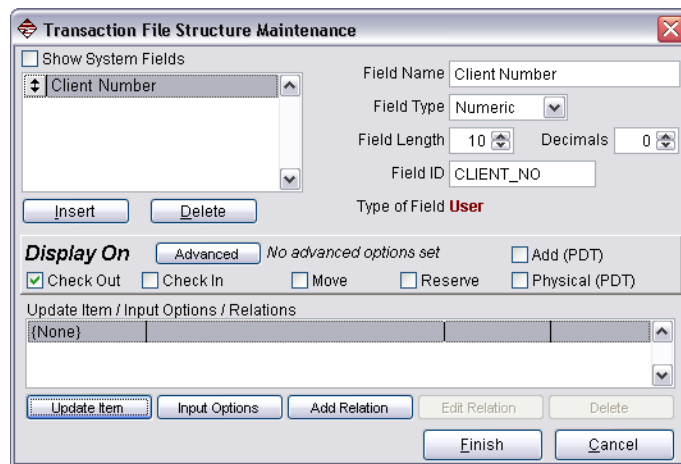 Transaction File Structure Maintenance
Show System Fields
Client Number
Field Name Client Number
Field Type Numeric
Field Length 10 Decimals 0
Field ID CLIENT_NO
Insert Delete
Type of Field User
Display On Advanced No advanced options set Add (PDT)
Check Out Check In Move Reserve Physical (PDT)
Update Item / Input Options / Relations
{None}
Update Item Input Options Add Relation Edit Relation Delete
Finish Cancel